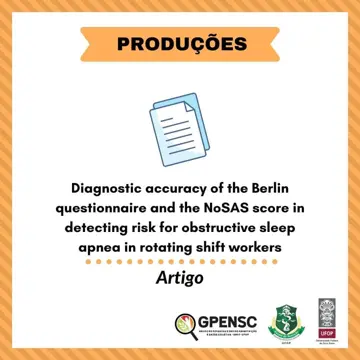 PRODUÇÕES
Diagnostic accuracy of the Berlin
questionnaire and the NoSAS score in
detecting risk for obstructive sleep
apnea in rotating shift workers
Artigo
GPENSC
UFOP